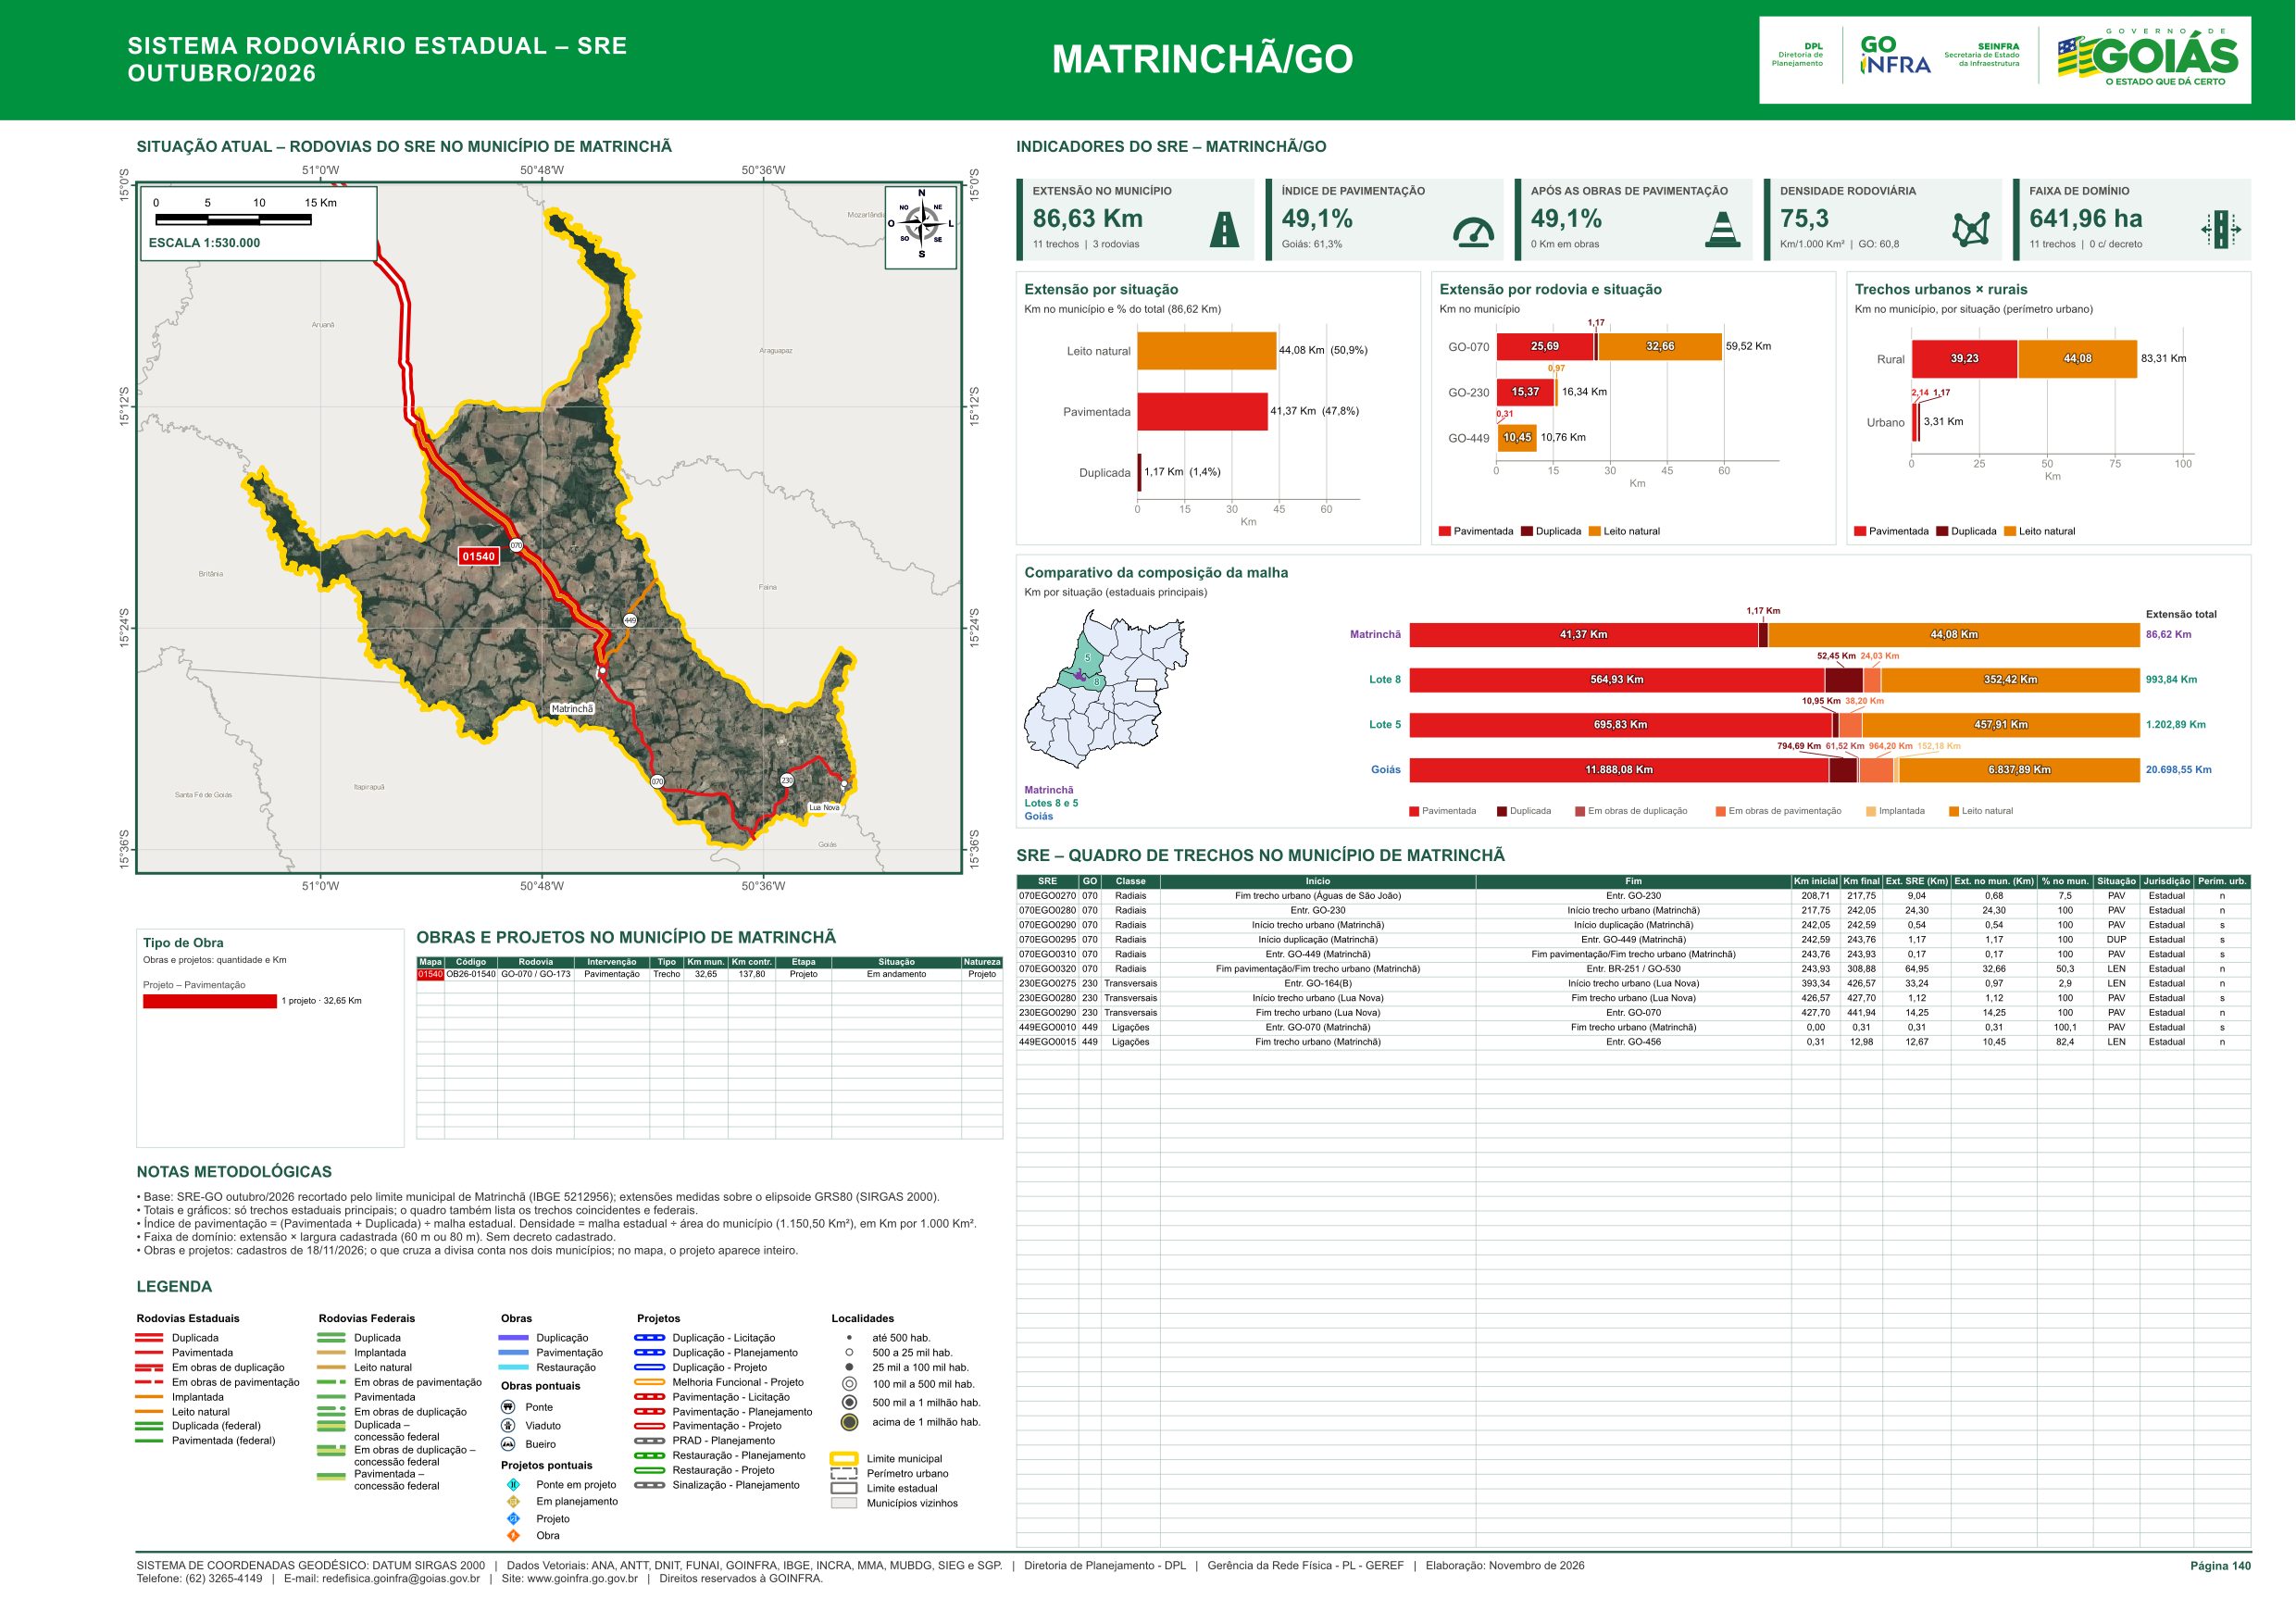 SISTEMA RODOVIÁRIO ESTADUAL – SRE
OUTUBRO/2026
MATRINCHÃ/GO
DPL
Diretoria de
Planejamento
GO
iNFRA
SEINFRA
Secretaria de Estado
da Infraestrutura
GOVERNO DE
GOIÁS
O ESTADO QUE DÁ CERTO
SITUAÇÃO ATUAL – RODOVIAS DO SRE NO MUNICÍPIO DE MATRINCHÃ
51°0'W 50°48'W 50°36'W
15°0'S 15°0'S
0 5 10 15 Km
ESCALA 1:530.000
N
NO NE
O L
SO SE
S
Mozarlândia
Aruanã
Araguapaz
15°12'S 15°12'S
01540
070
Britânia
Faina
449
15°24'S 15°24'S
Matrinchã
070
230
Itapirapuã
Santa Fé de Goiás
Lua Nova
Goiás
15°36'S 15°36'S
51°0'W 50°48'W 50°36'W
INDICADORES DO SRE – MATRINCHÃ/GO
EXTENSÃO NO MUNICÍPIO
86,63 Km
11 trechos | 3 rodovias
ÍNDICE DE PAVIMENTAÇÃO
49,1%
Goiás: 61,3%
APÓS AS OBRAS DE PAVIMENTAÇÃO
49,1%
0 Km em obras
DENSIDADE RODOVIÁRIA
75,3
Km/1.000 Km² | GO: 60,8
FAIXA DE DOMÍNIO
641,96 ha
11 trechos | 0 c/ decreto
Extensão por situação
Km no município e % do total (86,62 Km)
Leito natural 44,08 Km (50,9%)
Pavimentada 41,37 Km (47,8%)
Duplicada 1,17 Km (1,4%)
0 15 30 45 60
Km
Extensão por rodovia e situação
Km no município
1,17
GO-070 25,69 32,66 59,52 Km
0,97
GO-230 15,37 16,34 Km
0,31
GO-449 10,45 10,76 Km
0 15 30 45 60
Km
Pavimentada Duplicada Leito natural
Trechos urbanos × rurais
Km no município, por situação (perímetro urbano)
Rural 39,23 44,08 83,31 Km
2,14 1,17
Urbano 3,31 Km
0 25 50 75 100
Km
Pavimentada Duplicada Leito natural
Comparativo da composição da malha
Km por situação (estaduais principais)
5
8
Matrinchã
Lotes 8 e 5
Goiás
1,17 Km Extensão total
Matrinchã 41,37 Km 44,08 Km 86,62 Km
52,45 Km 24,03 Km
Lote 8 564,93 Km 352,42 Km 993,84 Km
10,95 Km 38,20 Km
Lote 5 695,83 Km 457,91 Km 1.202,89 Km
794,69 Km 61,52 Km 964,20 Km 152,18 Km
Goiás 11.888,08 Km 6.837,89 Km 20.698,55 Km
Pavimentada Duplicada Em obras de duplicação Em obras de pavimentação Implantada Leito natural
SRE – QUADRO DE TRECHOS NO MUNICÍPIO DE MATRINCHÃ
SRE GO Classe Início Fim Km inicial Km final Ext. SRE (Km) Ext. no mun. (Km) % no mun. Situação Jurisdição Perím. urb.
070EGO0270 070 Radiais Fim trecho urbano (Águas de São João) Entr. GO-230 208,71 217,75 9,04 0,68 7,5 PAV Estadual n
070EGO0280 070 Radiais Entr. GO-230 Início trecho urbano (Matrinchã) 217,75 242,05 24,30 24,30 100 PAV Estadual n
070EGO0290 070 Radiais Início trecho urbano (Matrinchã) Início duplicação (Matrinchã) 242,05 242,59 0,54 0,54 100 PAV Estadual s
070EGO0295 070 Radiais Início duplicação (Matrinchã) Entr. GO-449 (Matrinchã) 242,59 243,76 1,17 1,17 100 DUP Estadual s
070EGO0310 070 Radiais Entr. GO-449 (Matrinchã) Fim pavimentação/Fim trecho urbano (Matrinchã) 243,76 243,93 0,17 0,17 100 PAV Estadual s
070EGO0320 070 Radiais Fim pavimentação/Fim trecho urbano (Matrinchã) Entr. BR-251 / GO-530 243,93 308,88 64,95 32,66 50,3 LEN Estadual n
230EGO0275 230 Transversais Entr. GO-164(B) Início trecho urbano (Lua Nova) 393,34 426,57 33,24 0,97 2,9 LEN Estadual n
230EGO0280 230 Transversais Início trecho urbano (Lua Nova) Fim trecho urbano (Lua Nova) 426,57 427,70 1,12 1,12 100 PAV Estadual s
230EGO0290 230 Transversais Fim trecho urbano (Lua Nova) Entr. GO-070 427,70 441,94 14,25 14,25 100 PAV Estadual n
449EGO0010 449 Ligações Entr. GO-070 (Matrinchã) Fim trecho urbano (Matrinchã) 0,00 0,31 0,31 0,31 100,1 PAV Estadual s
449EGO0015 449 Ligações Fim trecho urbano (Matrinchã) Entr. GO-456 0,31 12,98 12,67 10,45 82,4 LEN Estadual n
Tipo de Obra
Obras e projetos: quantidade e Km
Projeto – Pavimentação
1 projeto · 32,65 Km
OBRAS E PROJETOS NO MUNICÍPIO DE MATRINCHÃ
Mapa Código Rodovia Intervenção Tipo Km mun. Km contr. Etapa Situação Natureza
01540 OB26-01540 GO-070 / GO-173 Pavimentação Trecho 32,65 137,80 Projeto Em andamento Projeto
NOTAS METODOLÓGICAS
• Base: SRE-GO outubro/2026 recortado pelo limite municipal de Matrinchã (IBGE 5212956); extensões medidas sobre o elipsoide GRS80 (SIRGAS 2000).
• Totais e gráficos: só trechos estaduais principais; o quadro também lista os trechos coincidentes e federais.
• Índice de pavimentação = (Pavimentada + Duplicada) ÷ malha estadual. Densidade = malha estadual ÷ área do município (1.150,50 Km²), em Km por 1.000 Km².
• Faixa de domínio: extensão × largura cadastrada (60 m ou 80 m). Sem decreto cadastrado.
• Obras e projetos: cadastros de 18/11/2026; o que cruza a divisa conta nos dois municípios; no mapa, o projeto aparece inteiro.
LEGENDA
Rodovias Estaduais
Duplicada
Pavimentada
Em obras de duplicação
Em obras de pavimentação
Implantada
Leito natural
Duplicada (federal)
Pavimentada (federal)
Rodovias Federais
Duplicada
Implantada
Leito natural
Em obras de pavimentação
Pavimentada
Em obras de duplicação
Duplicada –
concessão federal
Em obras de duplicação –
concessão federal
Pavimentada –
concessão federal
Obras
Duplicação
Pavimentação
Restauração
Obras pontuais
Ponte
Viaduto
Bueiro
Projetos pontuais
Ponte em projeto
Em planejamento
Projeto
Obra
Projetos
Duplicação - Licitação
Duplicação - Planejamento
Duplicação - Projeto
Melhoria Funcional - Projeto
Pavimentação - Licitação
Pavimentação - Planejamento
Pavimentação - Projeto
PRAD - Planejamento
Restauração - Planejamento
Restauração - Projeto
Sinalização - Planejamento
Localidades
até 500 hab.
500 a 25 mil hab.
25 mil a 100 mil hab.
100 mil a 500 mil hab.
500 mil a 1 milhão hab.
acima de 1 milhão hab.
Limite municipal
Perímetro urbano
Limite estadual
Municípios vizinhos
SISTEMA DE COORDENADAS GEODÉSICO: DATUM SIRGAS 2000 | Dados Vetoriais: ANA, ANTT, DNIT, FUNAI, GOINFRA, IBGE, INCRA, MMA, MUBDG, SIEG e SGP. | Diretoria de Planejamento - DPL | Gerência da Rede Física - PL - GEREF | Elaboração: Novembro de 2026
Página 140
Telefone: (62) 3265-4149 | E-mail: redefisica.goinfra@goias.gov.br | Site: www.goinfra.go.gov.br | Direitos reservados à GOINFRA.